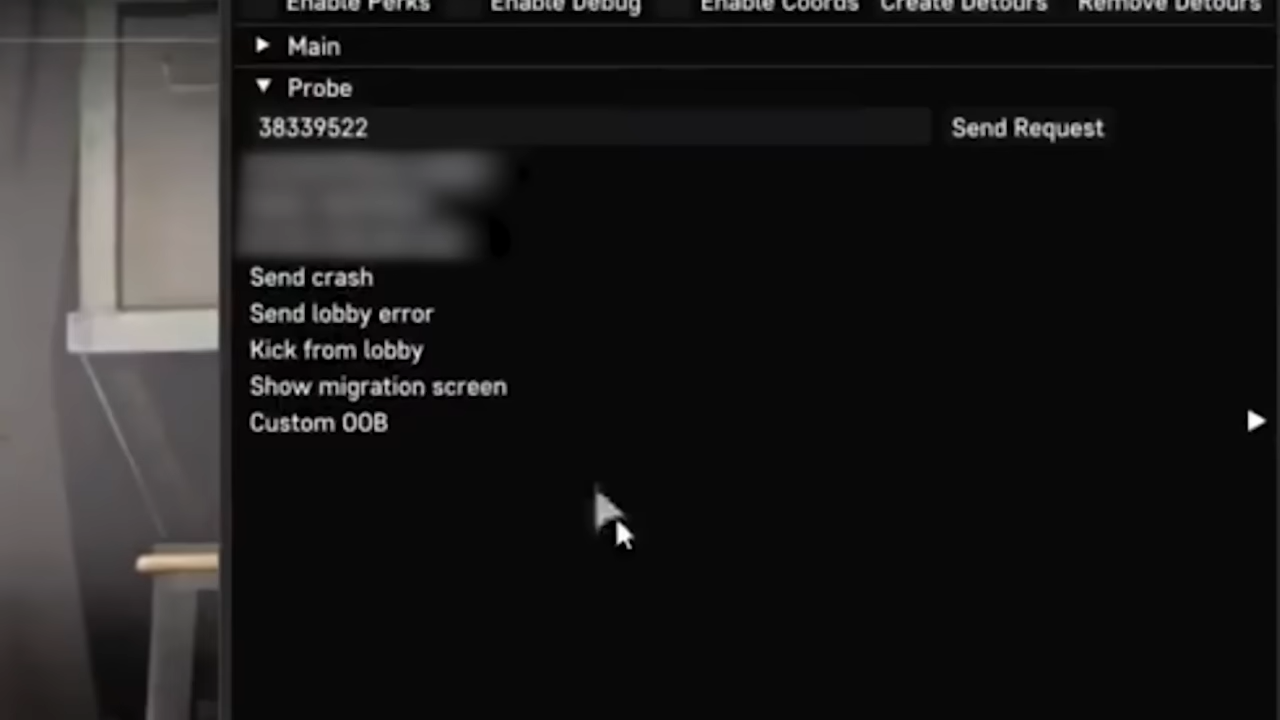 Enable Perks Enable Debug Enable Coords Create Detours Remove Detours
Main
Probe
38339522 Send Request
Send crash
Send lobby error
Kick from lobby
Show migration screen
Custom OOB